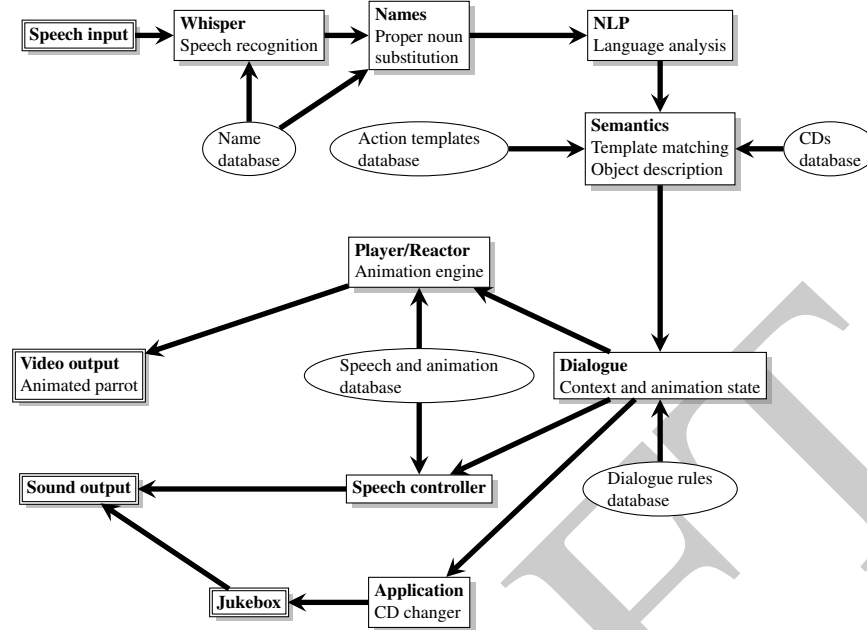 Speech input
Whisper
Speech recognition
Names
Proper noun
substitution
NLP
Language analysis
Name
database
Action templates
database
Semantics
Template matching
Object description
CDs
database
Player/Reactor
Animation engine
Video output
Animated parrot
Speech and animation
database
Dialogue
Context and animation state
Sound output
Speech controller
Dialogue rules
database
Jukebox
Application
CD changer
FT